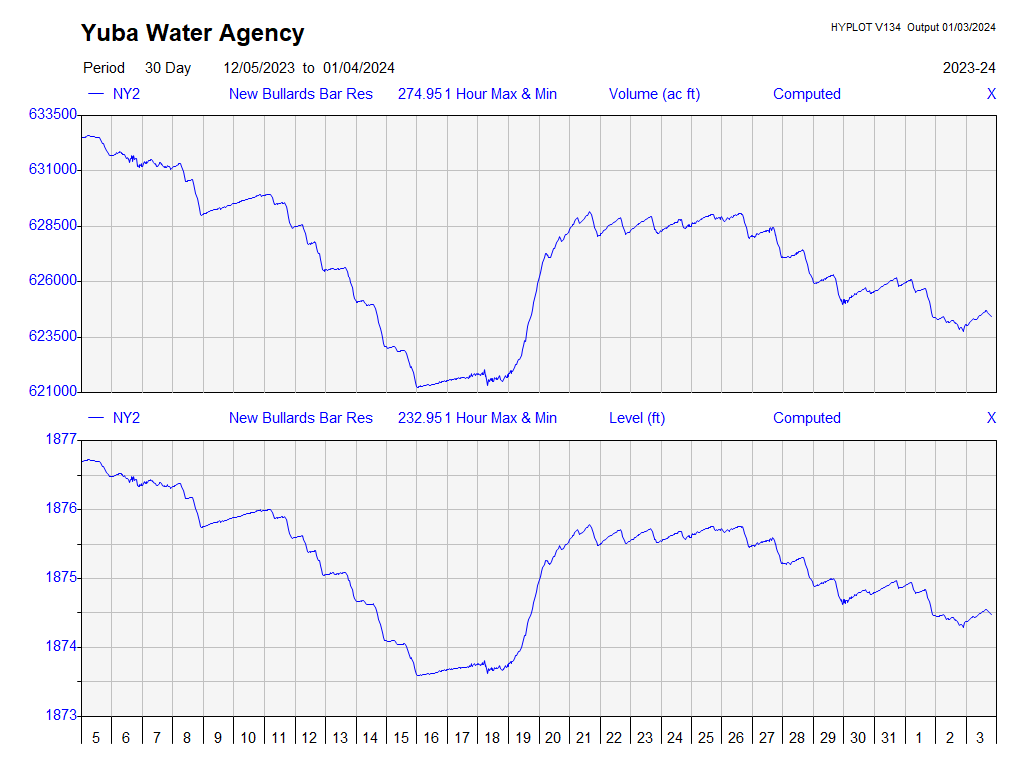 Yuba Water Agency
HYPLOT V134 Output 01/03/2024
Period 30 Day 12/05/2023 to 01/04/2024 2023-24
NY2 New Bullards Bar Res 274.95 1 Hour Max & Min Volume (ac ft) Computed X
633500
631000
628500
626000
623500
621000
NY2 New Bullards Bar Res 232.95 1 Hour Max & Min Level (ft) Computed X
1877
1876
1875
1874
1873
5 6 7 8 9 10 11 12 13 14 15 16 17 18 19 20 21 22 23 24 25 26 27 28 29 30 31 1 2 3